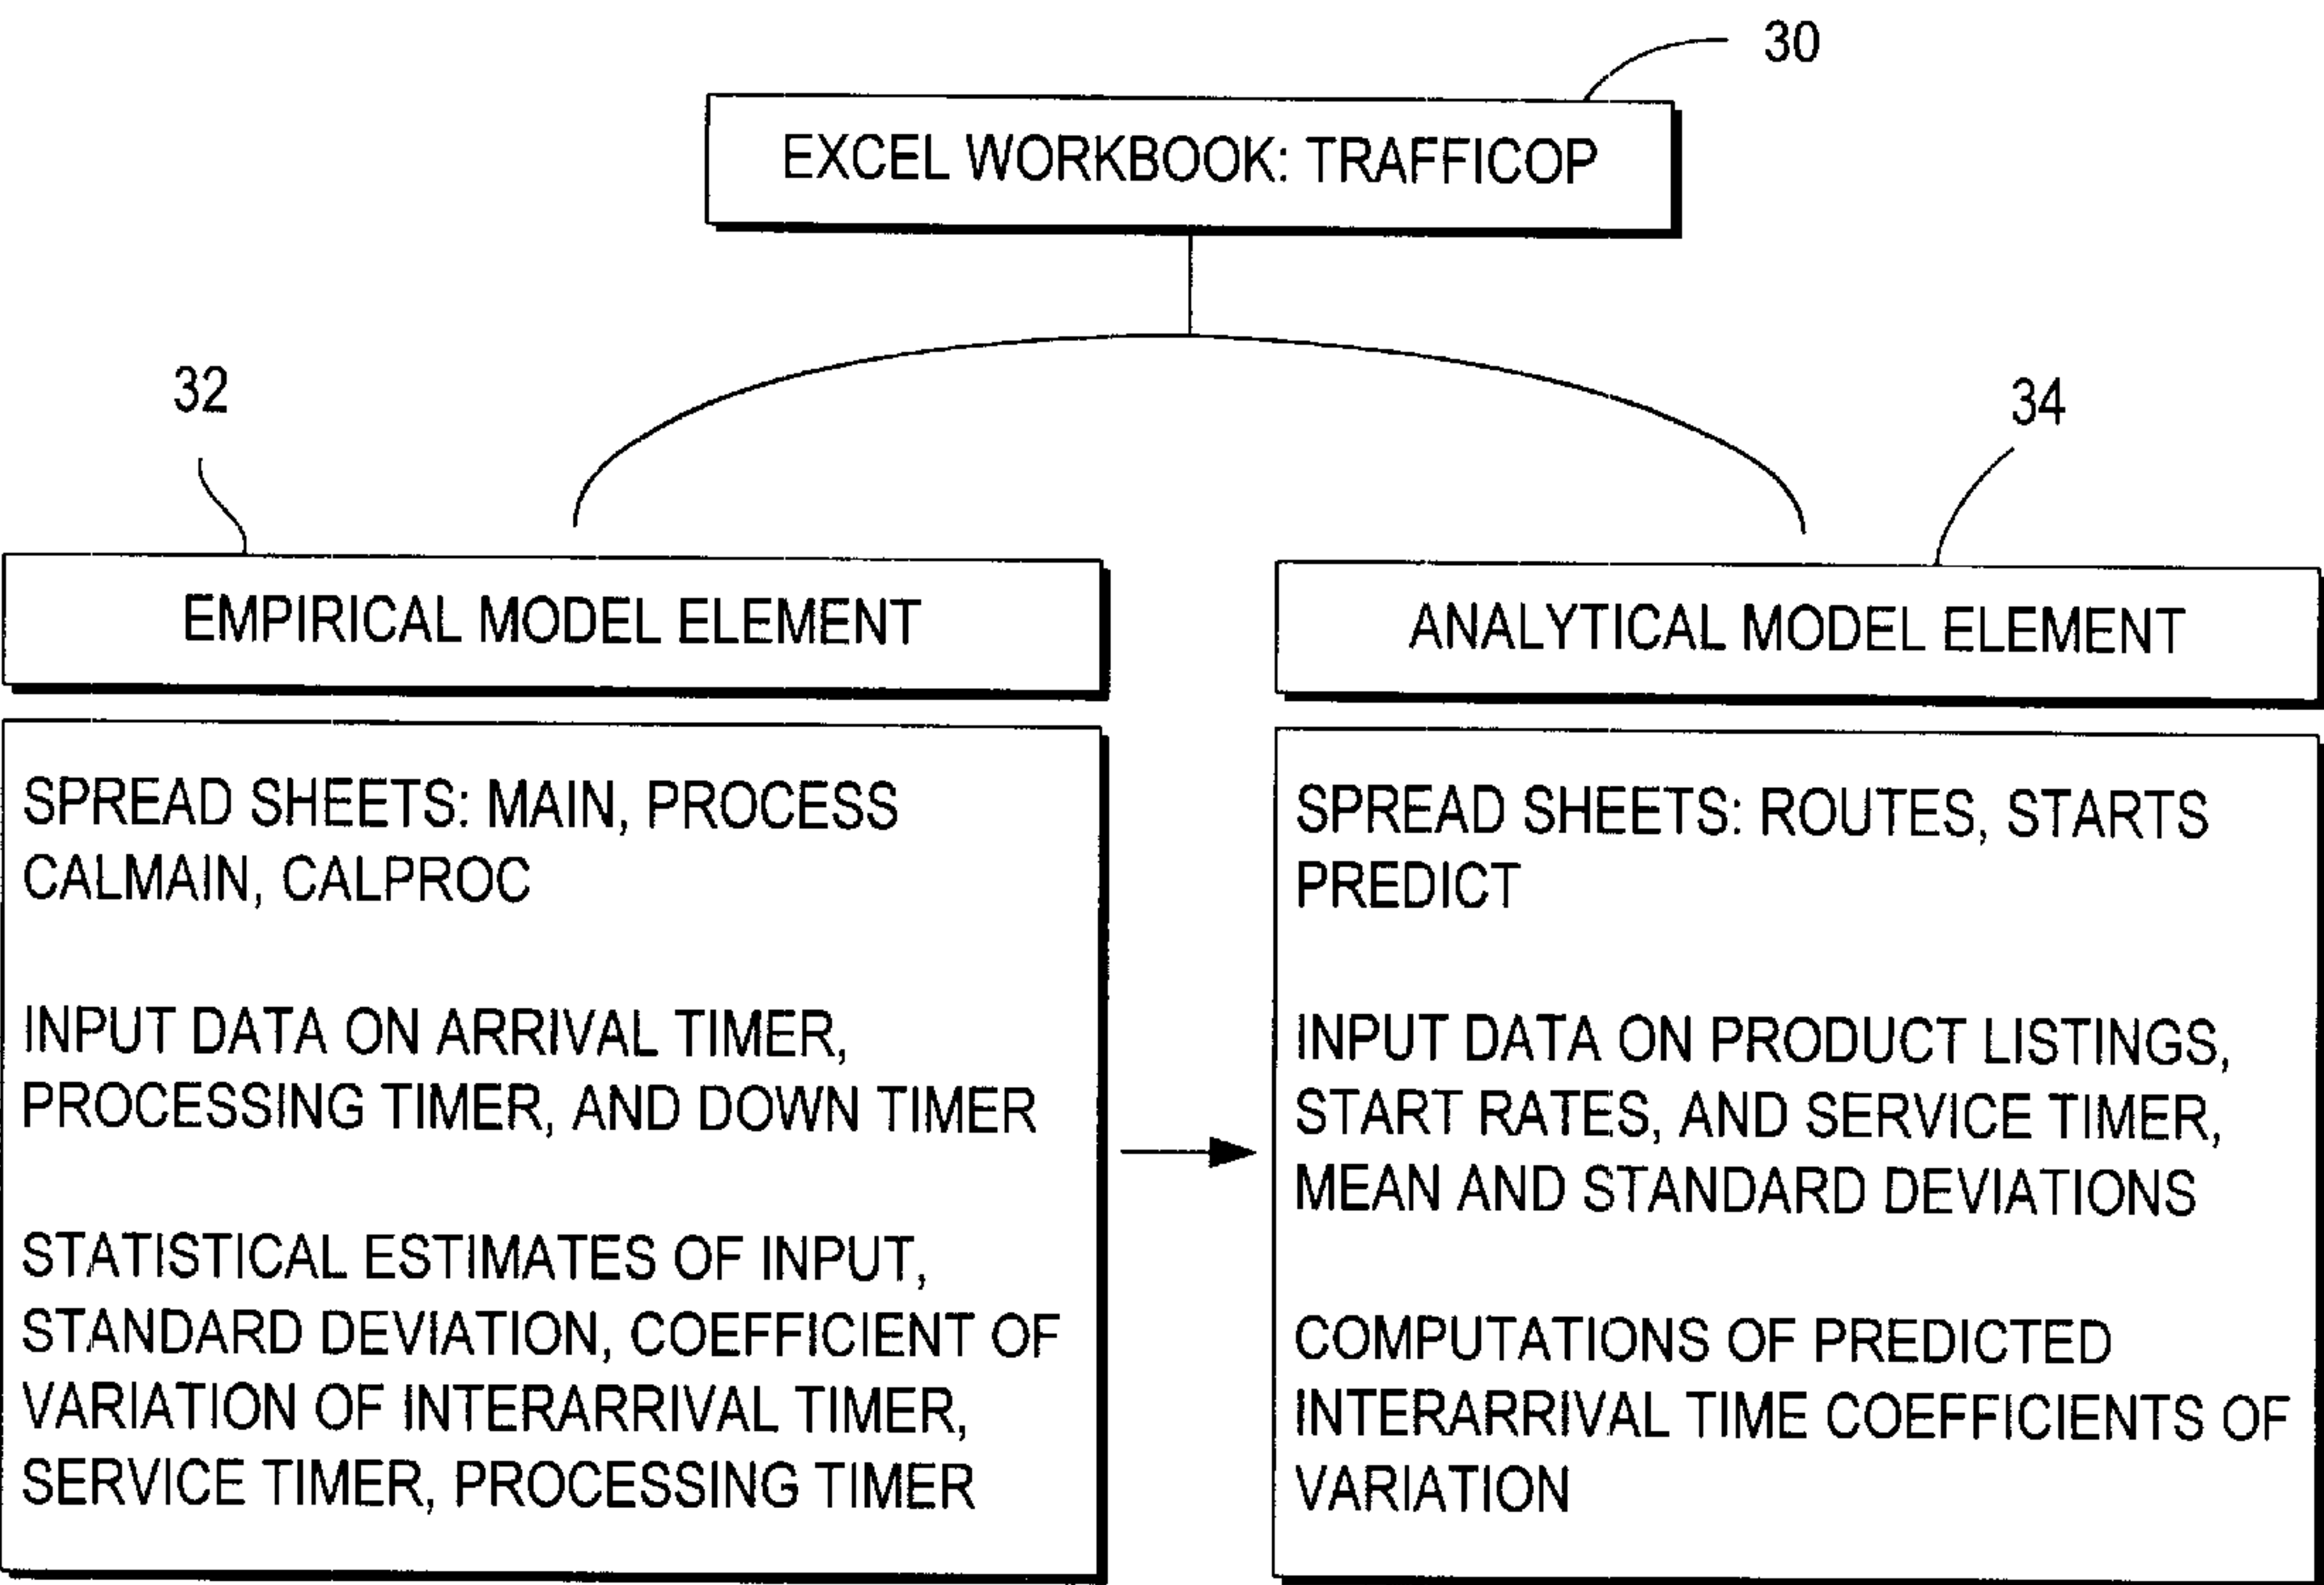 30
EXCEL WORKBOOK: TRAFFICOP
32
34
EMPIRICAL MODEL ELEMENT
ANALYTICAL MODEL ELEMENT
SPREAD SHEETS: MAIN, PROCESS
CALMAIN, CALPROC
INPUT DATA ON ARRIVAL TIMER,
PROCESSING TIMER, AND DOWN TIMER
STATISTICAL ESTIMATES OF INPUT,
STANDARD DEVIATION, COEFFICIENT OF
VARIATION OF INTERARRIVAL TIMER,
SERVICE TIMER, PROCESSING TIMER
SPREAD SHEETS: ROUTES, STARTS
PREDICT
INPUT DATA ON PRODUCT LISTINGS,
START RATES, AND SERVICE TIMER,
MEAN AND STANDARD DEVIATIONS
COMPUTATIONS OF PREDICTED
INTERARRIVAL TIME COEFFICIENTS OF
VARIATION